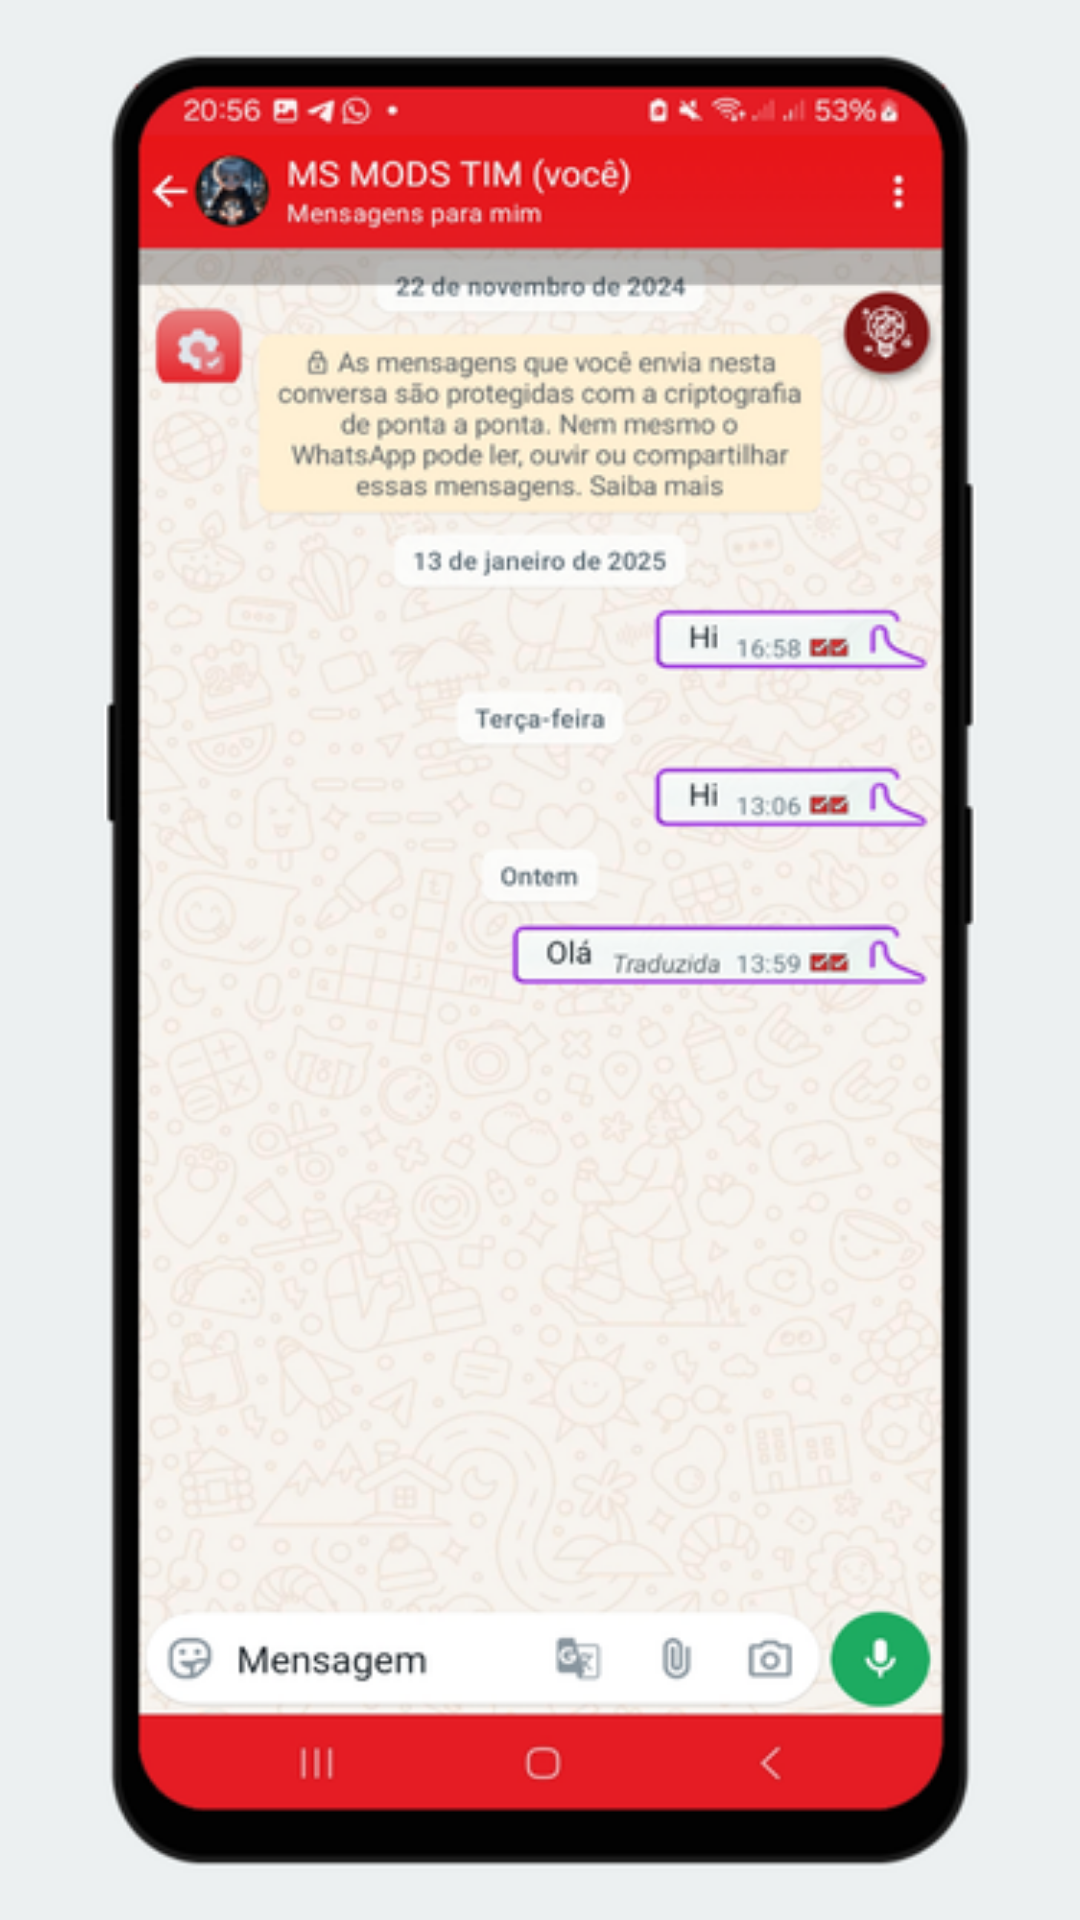 20:56
53%
MS MODS TIM (você)
Mensagens para mim
22 de novembro de 2024
As mensagens que você envia nesta
conversa são protegidas com a criptografia
de ponta a ponta. Nem mesmo o
WhatsApp pode ler, ouvir ou compartilhar
essas mensagens. Saiba mais
13 de janeiro de 2025
Hi 16:58
Terça-feira
Hi 13:06
Ontem
Olá Traduzida 13:59
Mensagem